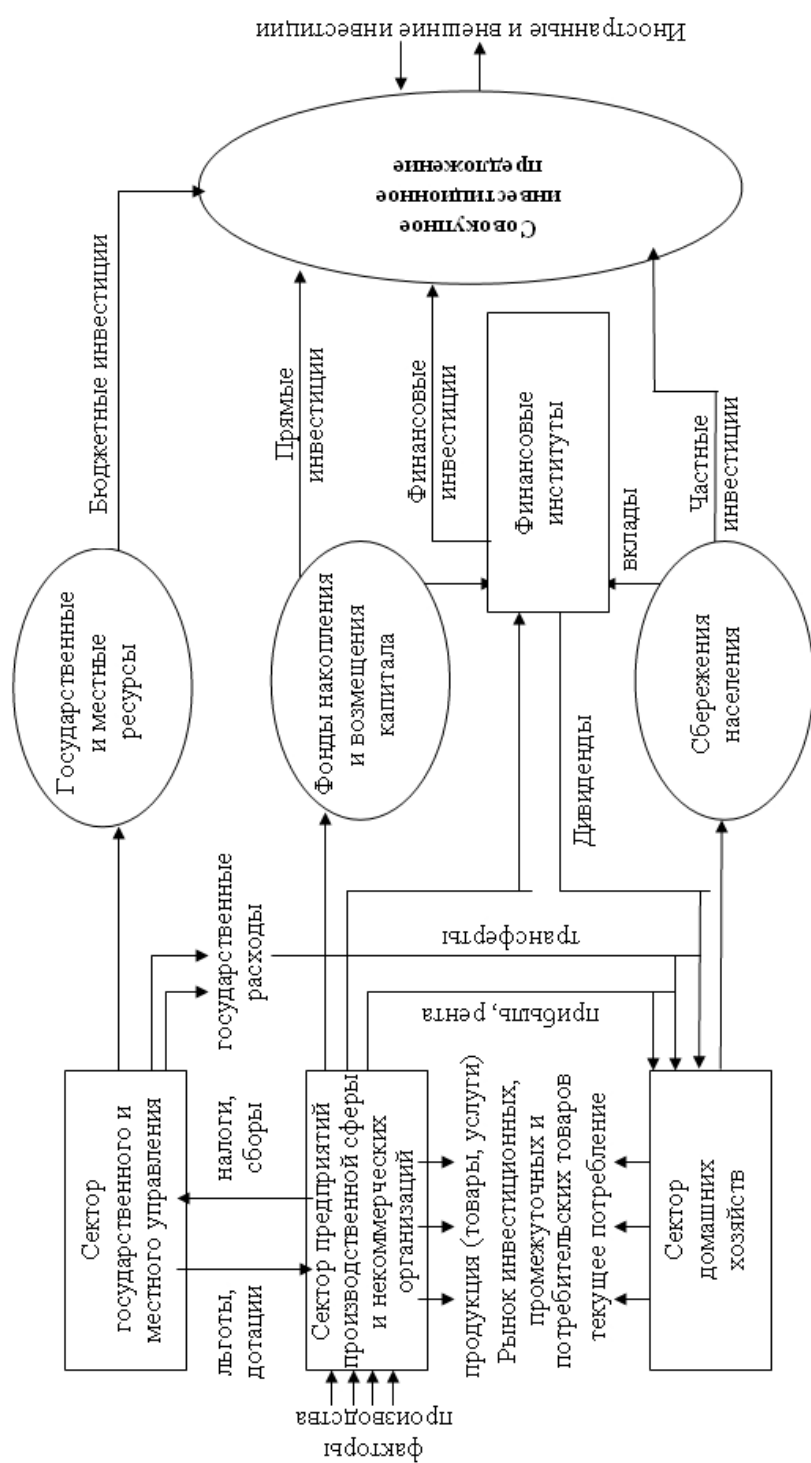 Сектор
государственного и
местного управления
Государственные
и местные
ресурсы
Бюджетные инвестиции
льготы,
дотации
налоги,
сборы
государственные
расходы
факторы
производства
Сектор предприятий
производственной сферы
и некоммерческих
организаций
Фонды накопления
и возмещения
капитала
Прямые
инвестиции
трансферты
прибыль, рента
Финансовые
инвестиции
Совокупное
инвестиционное
предложение
Иностранные и внешние инвестиции
продукция (товары, услуги)
Рынок инвестиционных,
промежуточных и
потребительских товаров
текущее потребление
Финансовые
институты
Дивиденды
вклады
Сектор
домашних
хозяйств
Сбережения
населения
Частные
инвестиции